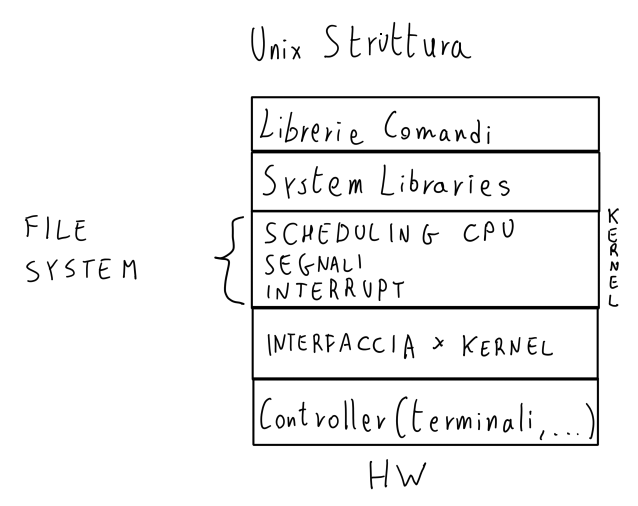 Unix Struttura
Librerie Comandi
System Libraries
FILE
SYSTEM
SCHEDULING CPU
SEGNALI
INTERRUPT
KERNEL
INTERFACCIA x KERNEL
Controller (terminali,...)
HW